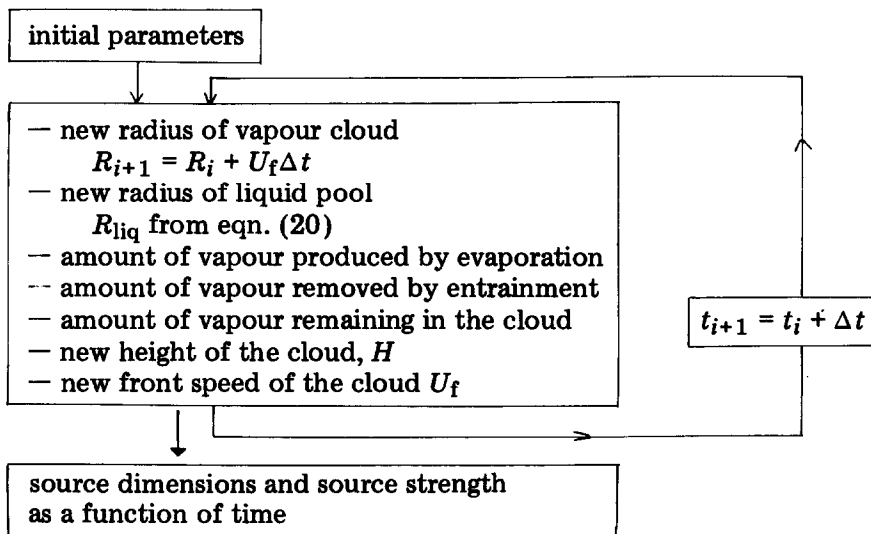 initial parameters
— new radius of vapour cloud
R_{i+1} = R_i + U_f Δt
— new radius of liquid pool
R_liq from eqn. (20)
— amount of vapour produced by evaporation
— amount of vapour removed by entrainment
— amount of vapour remaining in the cloud
— new height of the cloud, H
— new front speed of the cloud U_f
t_{i+1} = t_i + Δt
source dimensions and source strength
as a function of time